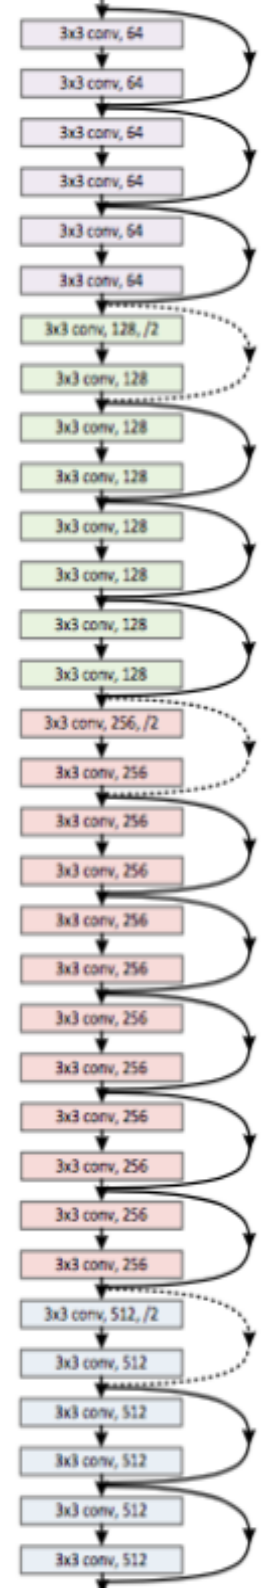 3x3 conv, 64
3x3 conv, 64
3x3 conv, 64
3x3 conv, 64
3x3 conv, 64
3x3 conv, 64
3x3 conv, 128, /2
3x3 conv, 128
3x3 conv, 128
3x3 conv, 128
3x3 conv, 128
3x3 conv, 128
3x3 conv, 128
3x3 conv, 128
3x3 conv, 256, /2
3x3 conv, 256
3x3 conv, 256
3x3 conv, 256
3x3 conv, 256
3x3 conv, 256
3x3 conv, 256
3x3 conv, 256
3x3 conv, 256
3x3 conv, 256
3x3 conv, 256
3x3 conv, 256
3x3 conv, 512, /2
3x3 conv, 512
3x3 conv, 512
3x3 conv, 512
3x3 conv, 512
3x3 conv, 512